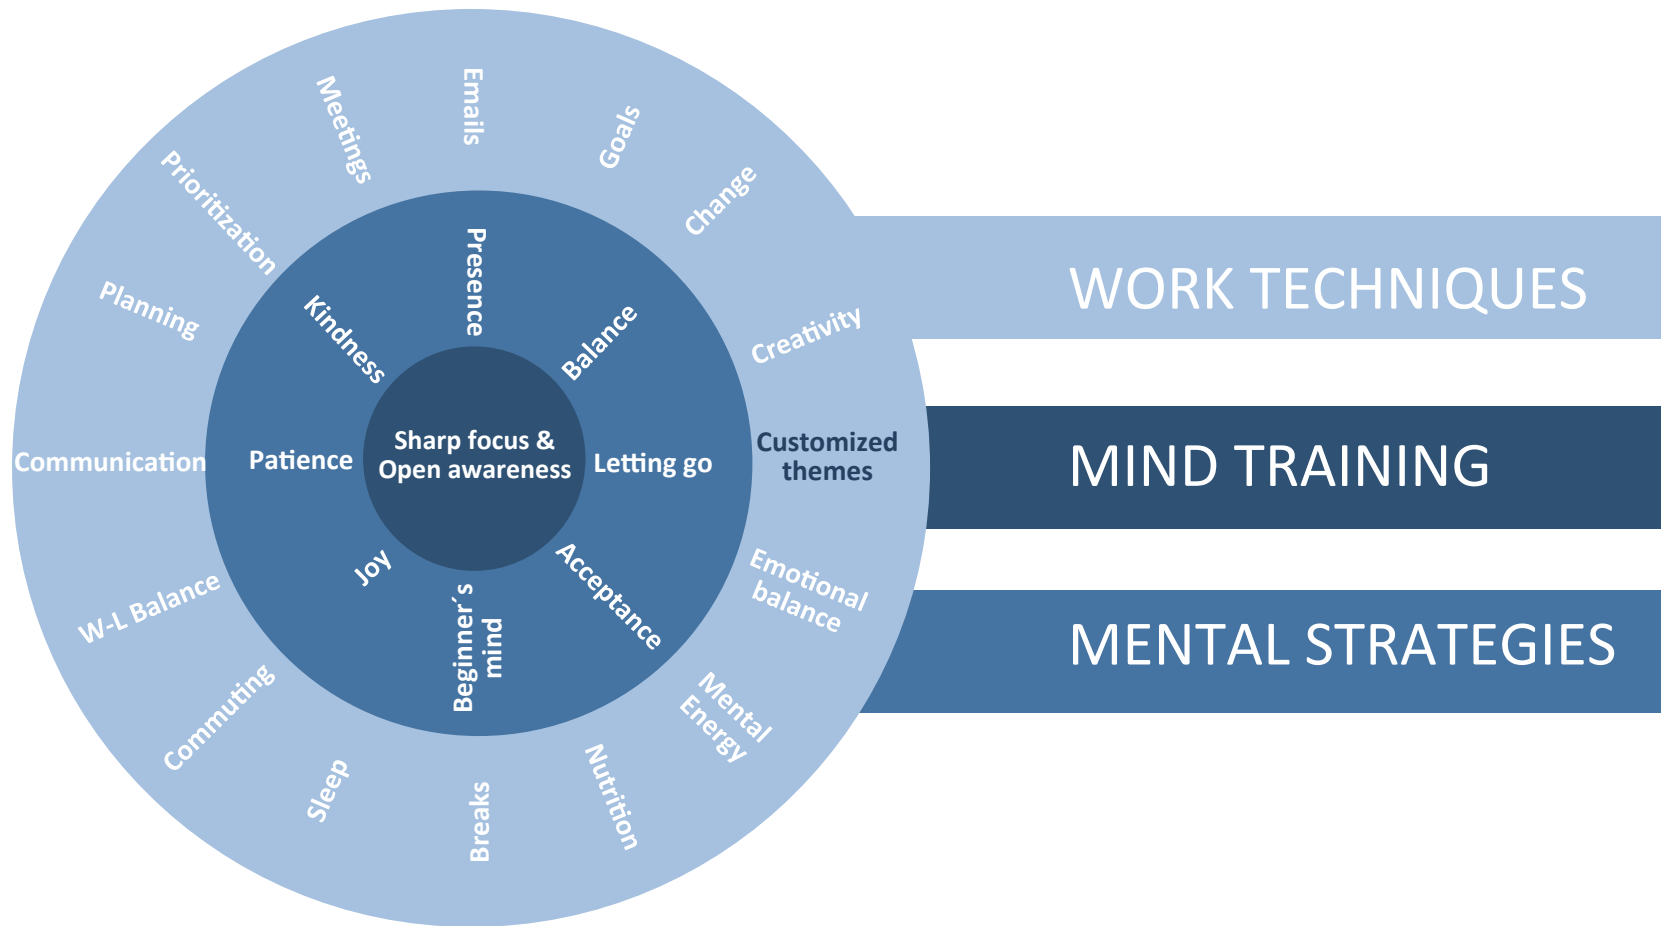 Emails
Goals
Change
Creativity
Customized
themes
Emotional
balance
Mental
Energy
Nutrition
Breaks
Sleep
Commuting
W-L Balance
Communication
Planning
Prioritization
Meetings
Presence
Balance
Letting go
Acceptance
Beginner´s
mind
Joy
Patience
Kindness
Sharp focus &
Open awareness
WORK TECHNIQUES
MIND TRAINING
MENTAL STRATEGIES